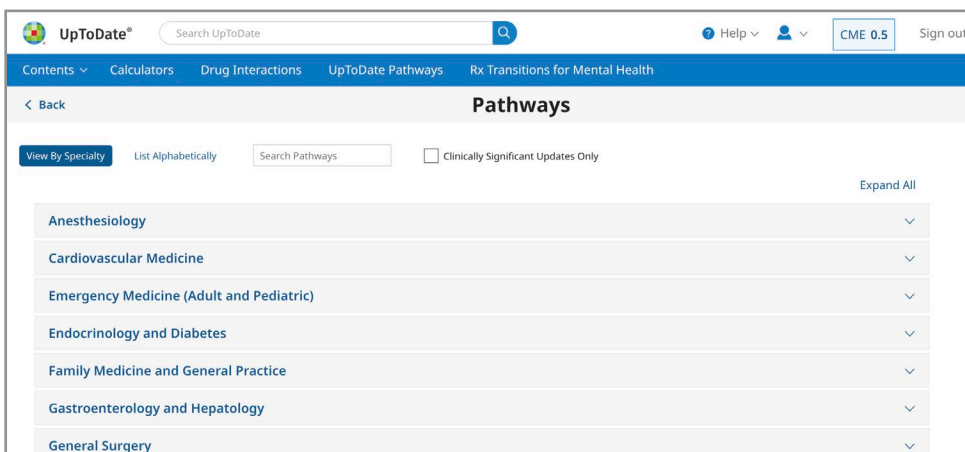 UpToDate® Search UpToDate Help CME 0.5 Sign out
Contents Calculators Drug Interactions UpToDate Pathways Rx Transitions for Mental Health
Back Pathways
View By Specialty List Alphabetically Search Pathways Clinically Significant Updates Only
Expand All
Anesthesiology
Cardiovascular Medicine
Emergency Medicine (Adult and Pediatric)
Endocrinology and Diabetes
Family Medicine and General Practice
Gastroenterology and Hepatology
General Surgery